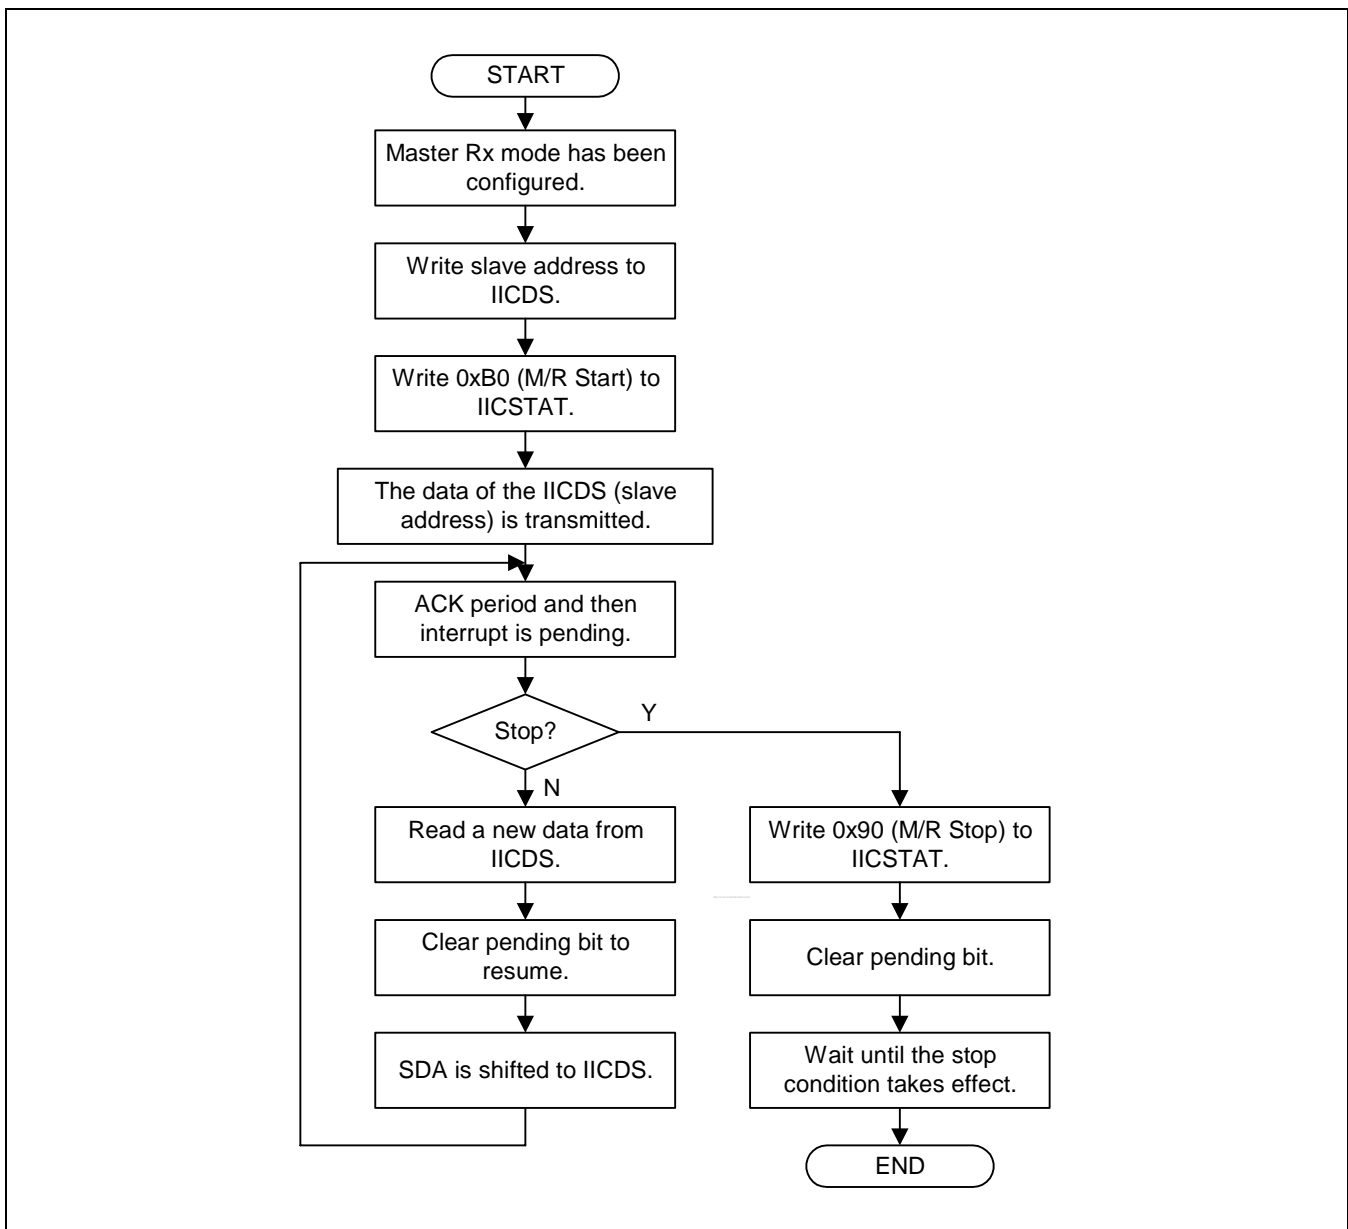 START
Master Rx mode has been
configured.
Write slave address to
IICDS.
Write 0xB0 (M/R Start) to
IICSTAT.
The data of the IICDS (slave
address) is transmitted.
ACK period and then
interrupt is pending.
Stop?
Y
N
Read a new data from
IICDS.
Clear pending bit to
resume.
SDA is shifted to IICDS.
Write 0x90 (M/R Stop) to
IICSTAT.
Clear pending bit.
Wait until the stop
condition takes effect.
END